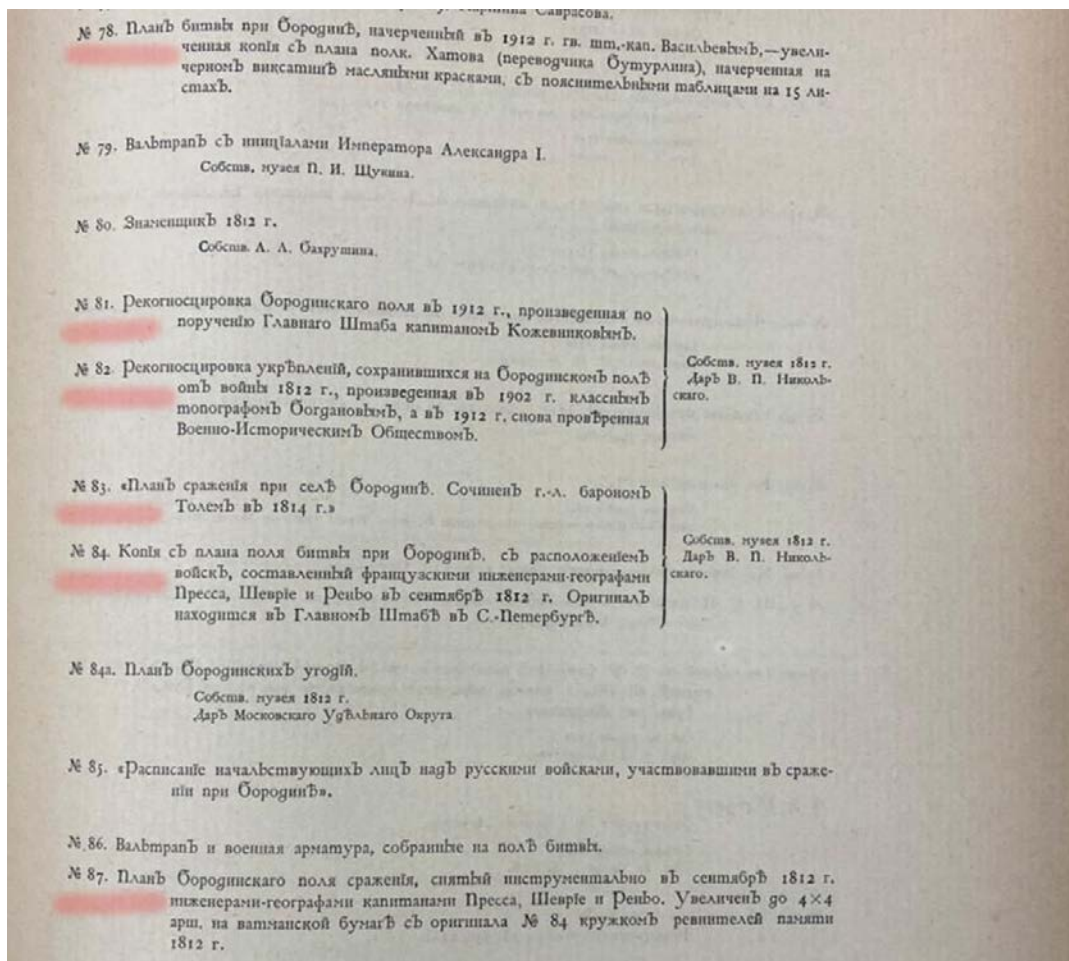 Саврасова.
№ 78. Планъ битвы при Бородинѣ, начерченный въ 1912 г. гв. шт.-кап. Васильевымъ,—увели-
ченная копія съ плана полк. Хатова (переводчика Бутурлина), начерченная на
черномъ виксатинѣ масляными красками, съ пояснительными таблицами на 15 ли-
стахъ.
№ 79. Вальтрапъ съ иниціалами Императора Александра I.
Собств. музея П. И. Щукина.
№ 80. Знаменщикъ 1812 г.
Собств. А. А. Бахрушина.
№ 81. Рекогносцировка Бородинскаго поля въ 1912 г., произведенная по
порученію Главнаго Штаба капитаномъ Кожевниковымъ.
№ 82. Рекогносцировка укрѣпленій, сохранившихся на Бородинскомъ полѣ
отъ войны 1812 г., произведенная въ 1902 г. класснымъ
топографомъ Богдановымъ, а въ 1912 г. снова провѣренная
Военно-Историческимъ Обществомъ.
Собств. музея 1812 г.
Даръ В. П. Николь-
скаго.
№ 83. «Планъ сраженія при селѣ Бородинѣ. Сочиненъ г.-л. барономъ
Толемъ въ 1814 г.»
№ 84. Копія съ плана поля битвы при Бородинѣ. съ расположеніемъ
войскъ, составленный французскими инженерами-географами
Пресса, Шевріе и Реньо въ сентябрѣ 1812 г. Оригиналъ
находится въ Главномъ Штабѣ въ С.-Петербургѣ.
Собств. музея 1812 г.
Даръ В. П. Николь-
скаго.
№ 84а. Планъ Бородинскихъ угодій.
Собств. музея 1812 г.
Даръ Московскаго Удѣльнаго Округа
№ 85. «Расписаніе начальствующихъ лицъ надъ русскими войсками, участвовавшими въ сраже-
ніи при Бородинѣ».
№ 86. Вальтрапъ и военная арматура, собранные на полѣ битвы.
№ 87. Планъ Бородинскаго поля сраженія, снятый инструментально въ сентябрѣ 1812 г.
инженерами-географами капитанами Пресса, Шевріе и Реньо. Увеличенъ до 4×4
арш. на ватманской бумагѣ съ оригинала № 84 кружкомъ ревнителей памяти
1812 г.